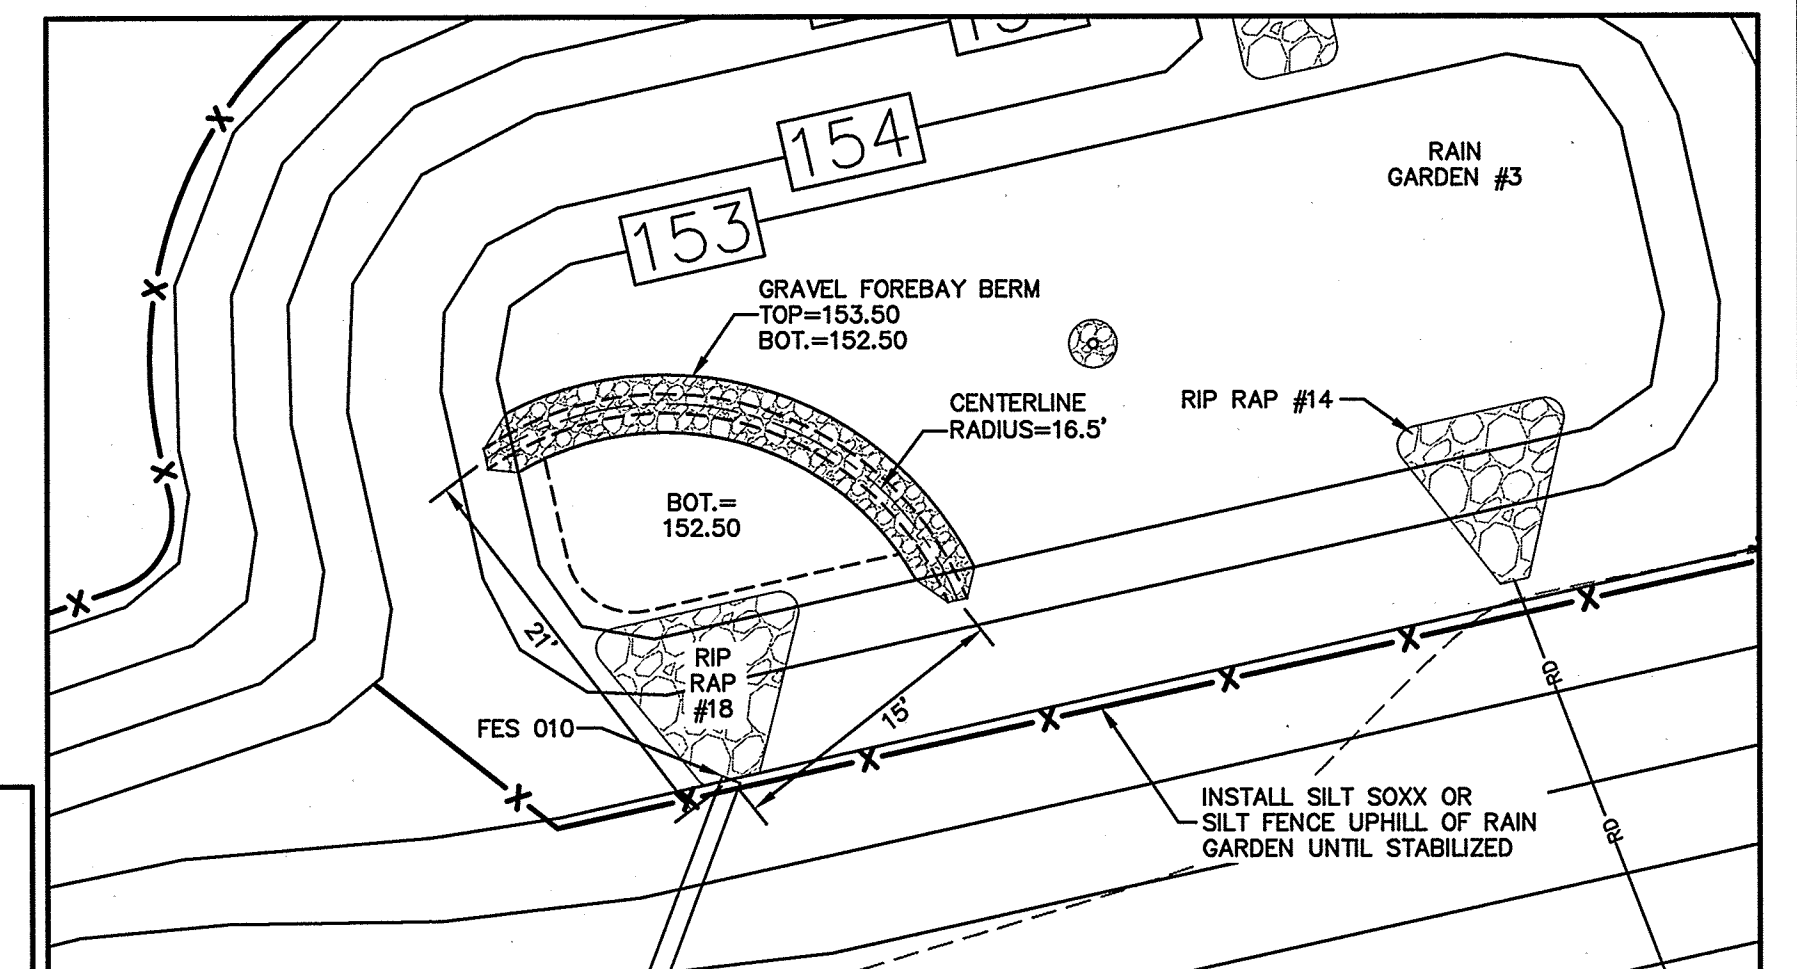 154
153
RAIN
GARDEN #3
GRAVEL FOREBAY BERM
TOP=153.50
BOT.=152.50
CENTERLINE
RADIUS=16.5'
RIP RAP #14
BOT.=
152.50
21'
RIP
RAP
#18
15'
FES 010
RD
RD
INSTALL SILT SOXX OR
SILT FENCE UPHILL OF RAIN
GARDEN UNTIL STABILIZED